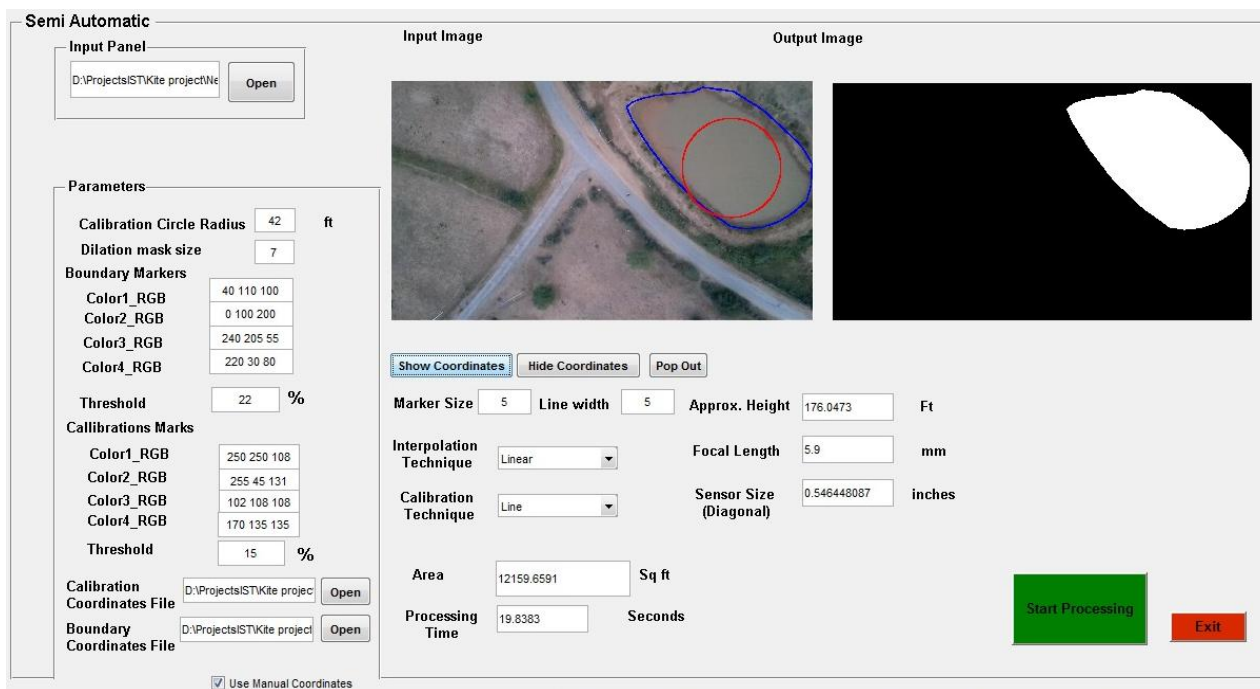 Semi Automatic
Input Panel
D:\ProjectsIST\Kite project\Ne
Open
Input Image
Output Image
Parameters
Calibration Circle Radius 42 ft
Dilation mask size 7
Boundary Markers
Color1_RGB 40 110 100
Color2_RGB 0 100 200
Color3_RGB 240 205 55
Color4_RGB 220 30 80
Threshold 22 %
Callibrations Marks
Color1_RGB 250 250 108
Color2_RGB 255 45 131
Color3_RGB 102 108 108
Color4_RGB 170 135 135
Threshold 15 %
Calibration
Coordinates File D:\ProjectsIST\Kite projec Open
Boundary
Coordinates File D:\ProjectsIST\Kite project Open
Use Manual Coordinates
Show Coordinates Hide Coordinates Pop Out
Marker Size 5 Line width 5 Approx. Height 176.0473 Ft
Interpolation
Technique Linear
Focal Length 5.9 mm
Calibration
Technique Line
Sensor Size
(Diagonal) 0.546448087 inches
Area 12159.6591 Sq ft
Processing
Time 19.8383 Seconds
Start Processing
Exit